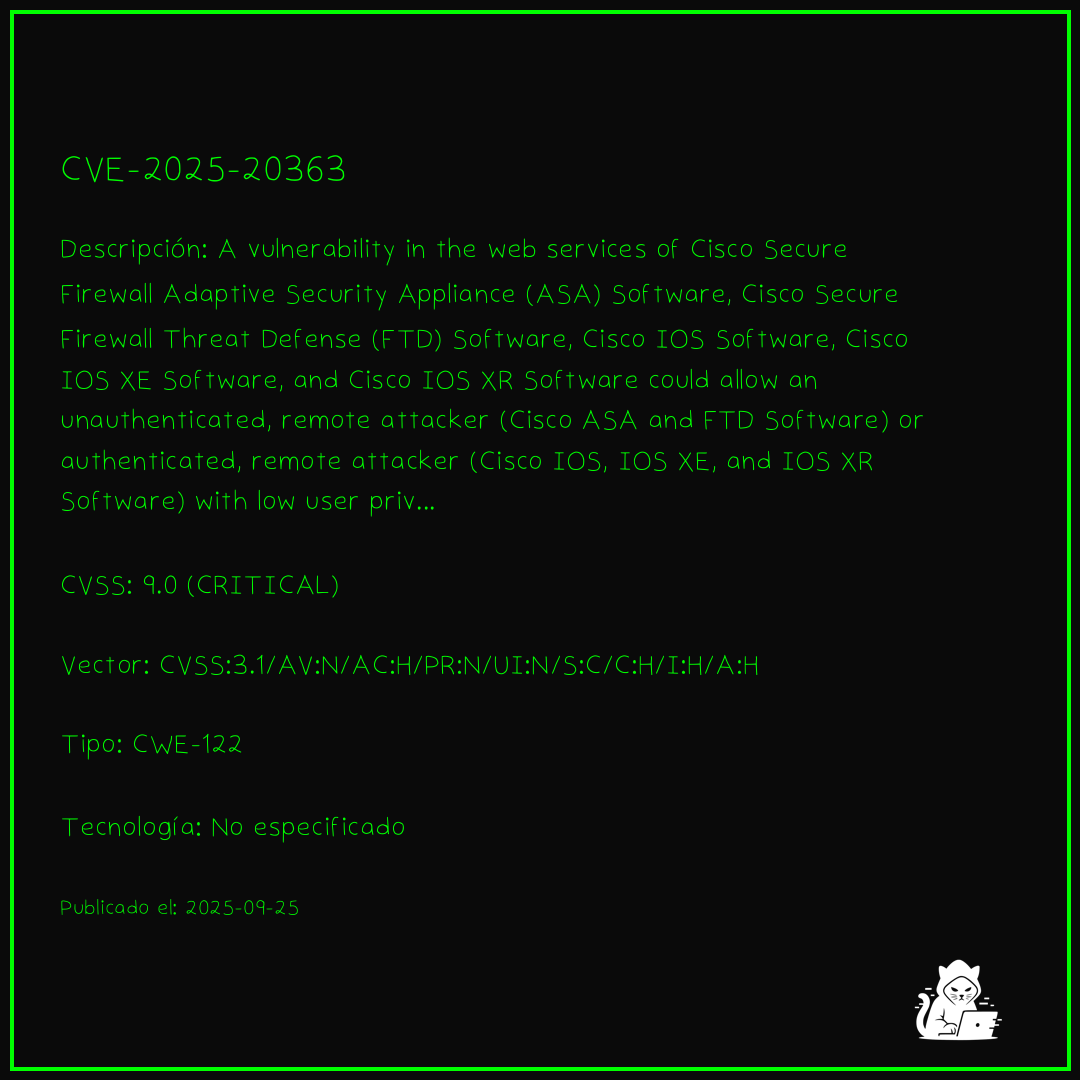 CVE-2025-20363
Descripción: A vulnerability in the web services of Cisco Secure
Firewall Adaptive Security Appliance (ASA) Software, Cisco Secure
Firewall Threat Defense (FTD) Software, Cisco IOS Software, Cisco
IOS XE Software, and Cisco IOS XR Software could allow an
unauthenticated, remote attacker (Cisco ASA and FTD Software) or
authenticated, remote attacker (Cisco IOS, IOS XE, and IOS XR
Software) with low user priv...
CVSS: 9.0 (CRITICAL)
Vector: CVSS:3.1/AV:N/AC:H/PR:N/UI:N/S:C/C:H/I:H/A:H
Tipo: CWE-122
Tecnología: No especificado
Publicado el: 2025-09-25